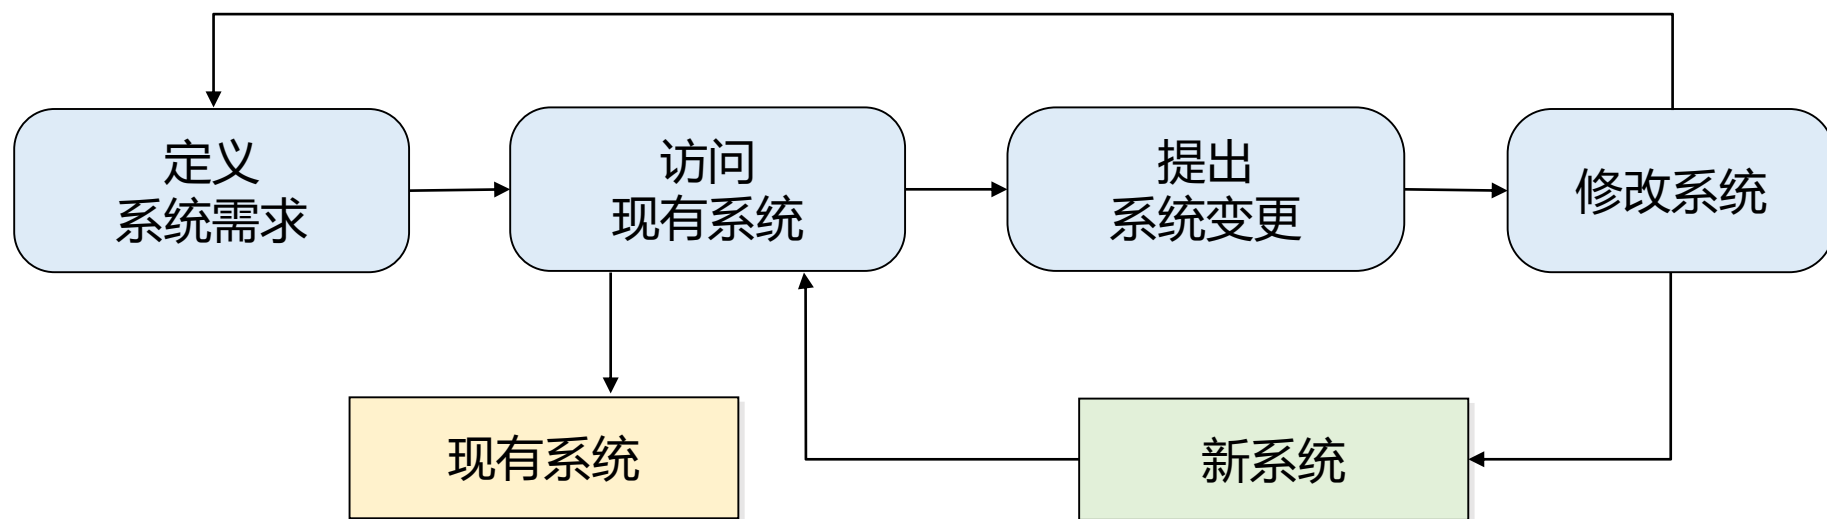 定义
系统需求
访问
现有系统
提出
系统变更
修改系统
现有系统
新系统